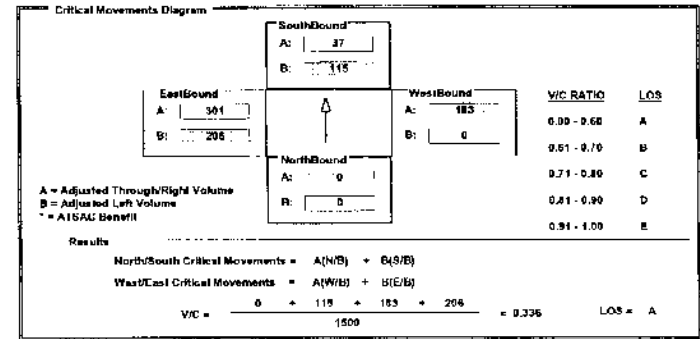 Critical Movements Diagram
SouthBound
A: 37
B: 115
EastBound
A: 301
B: 206
WestBound
A: 183
B: 0
NorthBound
A: 0
B: 0
V/C RATIO LOS
0.00 - 0.60 A
0.61 - 0.70 B
0.71 - 0.80 C
0.81 - 0.90 D
0.91 - 1.00 E
A = Adjusted Through/Right Volume
B = Adjusted Left Volume
* = ATSAC Benefit
Results
North/South Critical Movements = A(N/B) + B(S/B)
West/East Critical Movements = A(W/B) + B(E/B)
V/C = 0 + 115 + 183 + 206 = 0.336 LOS = A
1500